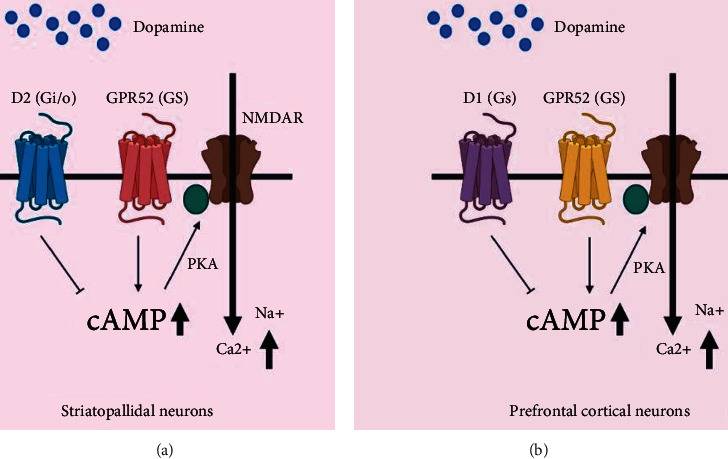 Dopamine
D2 (Gi/o)
GPR52 (GS)
NMDAR
PKA
cAMP
Na+
Ca2+
Striatopallidal neurons
(a)
Dopamine
D1 (Gs)
GPR52 (GS)
PKA
cAMP
Na+
Ca2+
Prefrontal cortical neurons
(b)